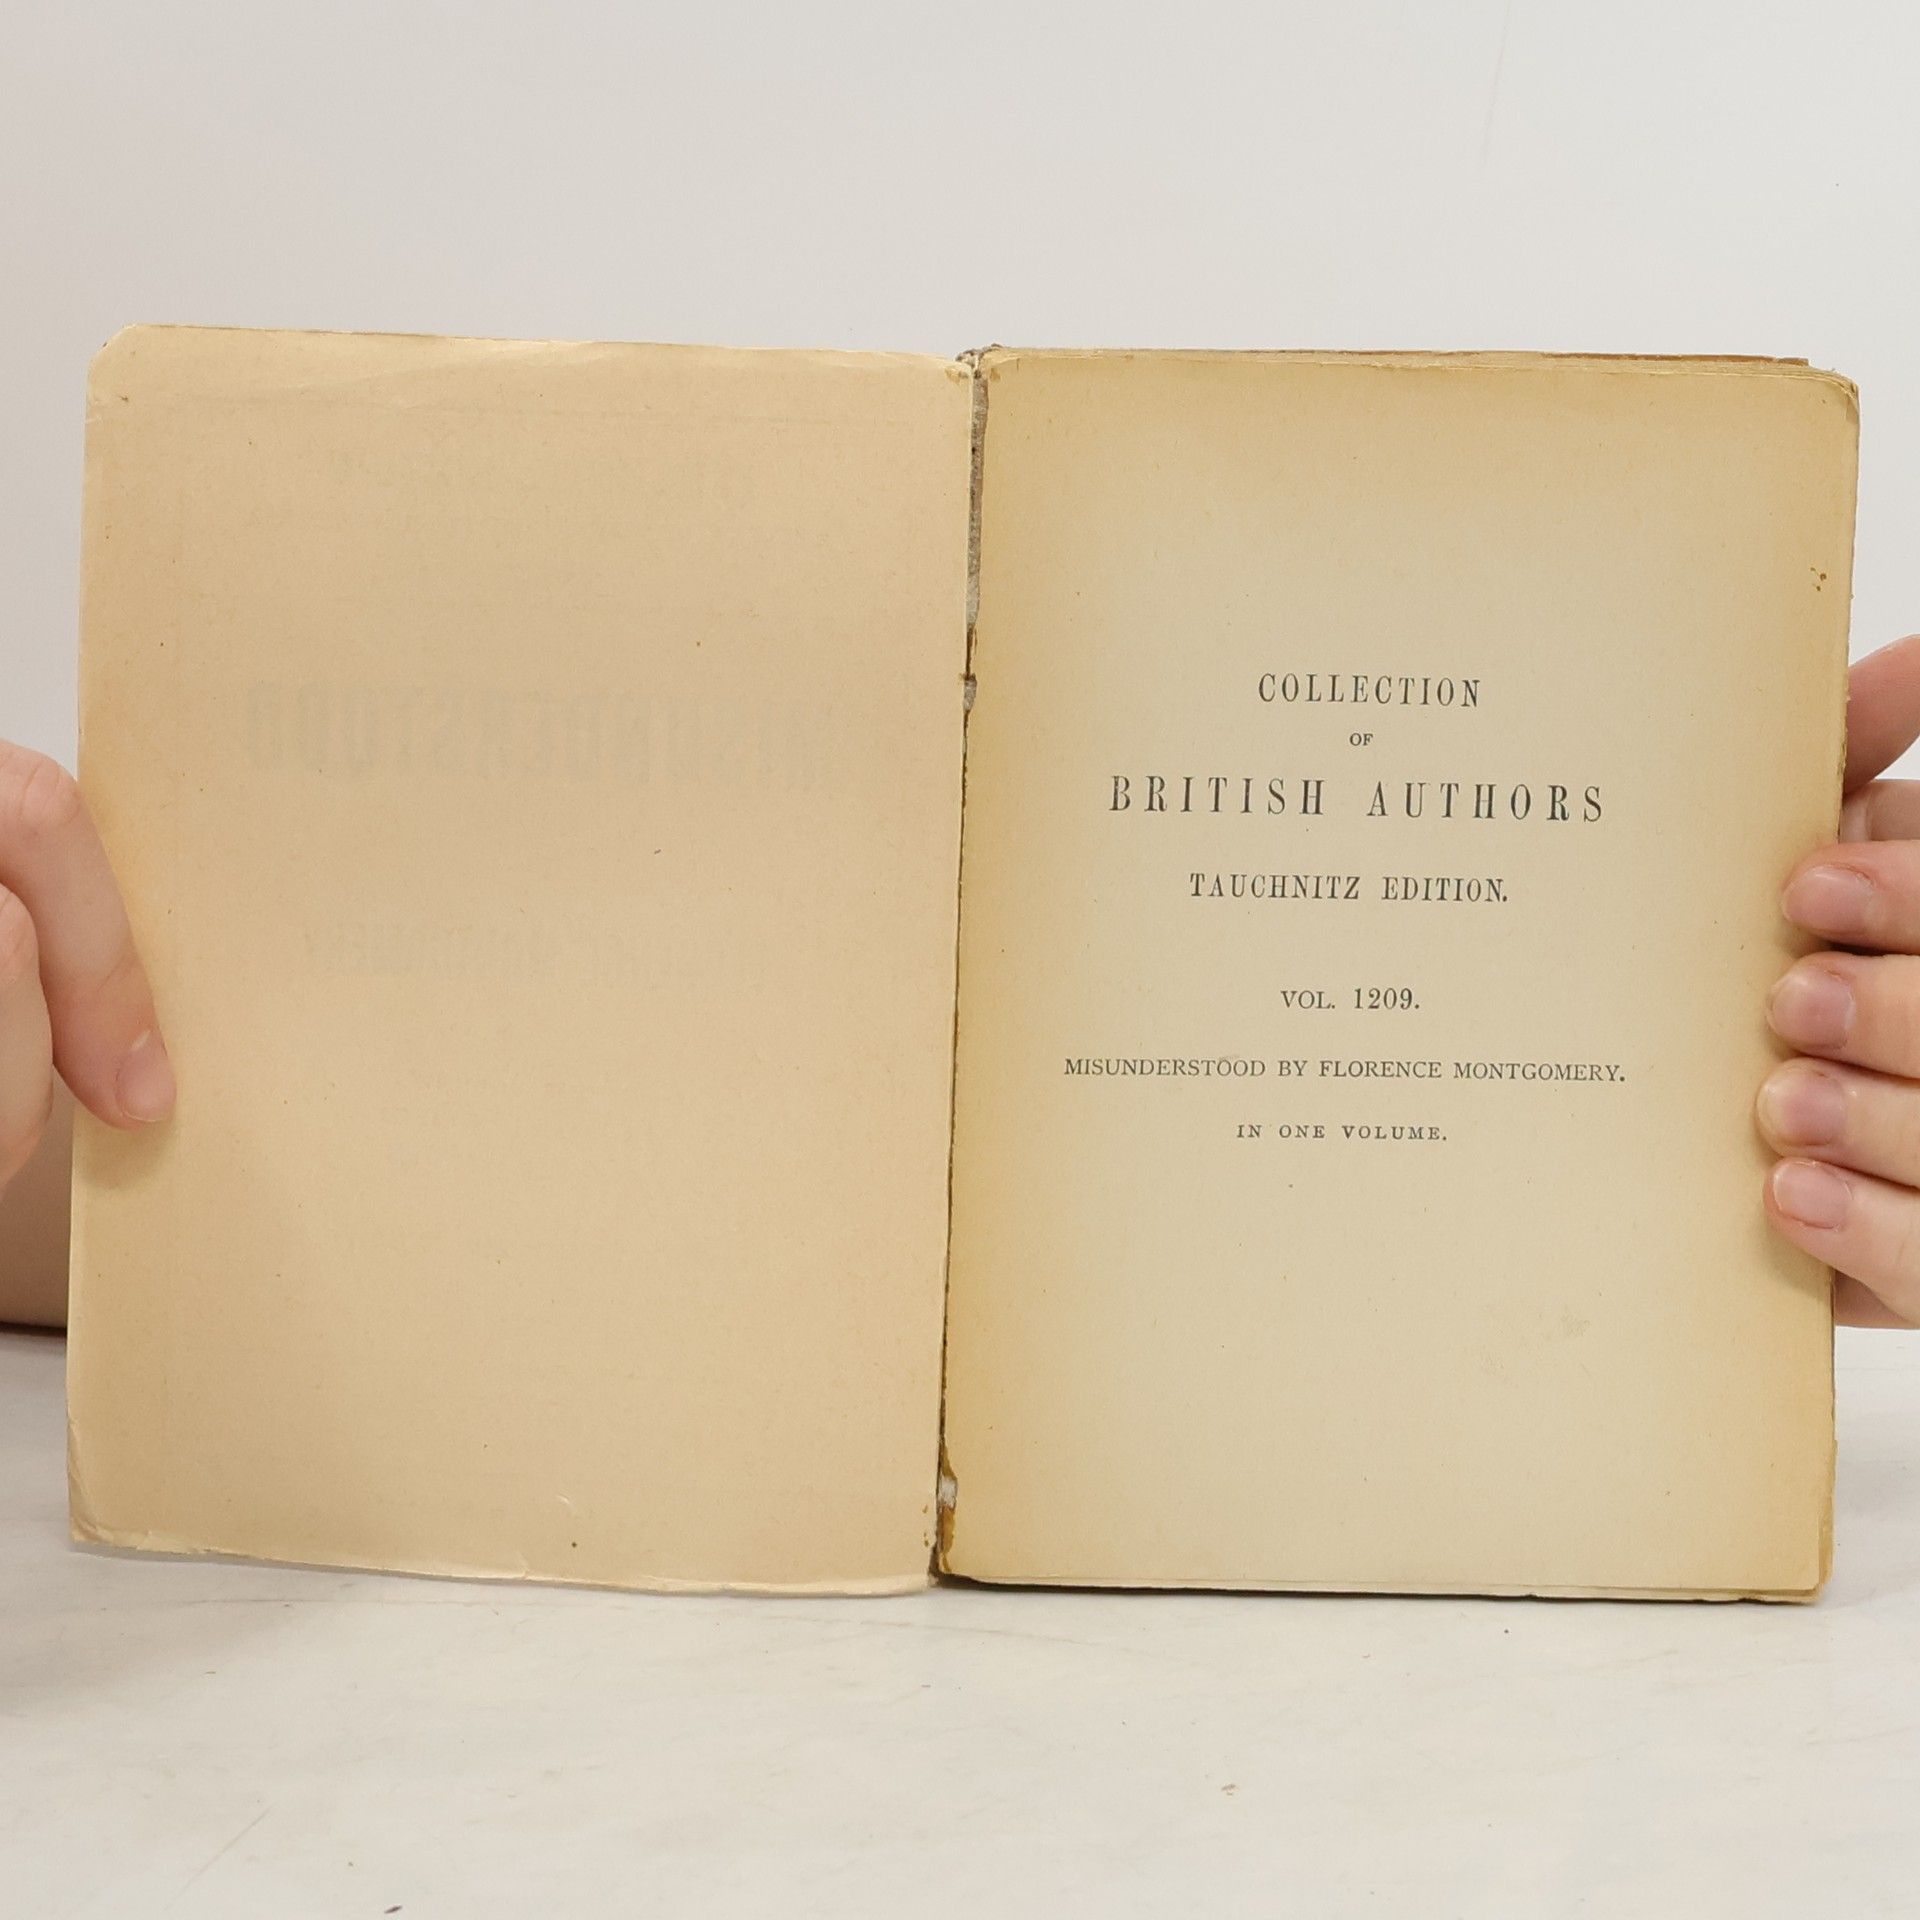 COLLECTION
OF
BRITISH AUTHORS
TAUCHNITZ EDITION.
VOL. 1209.
MISUNDERSTOOD BY FLORENCE MONTGOMERY.
IN ONE VOLUME.